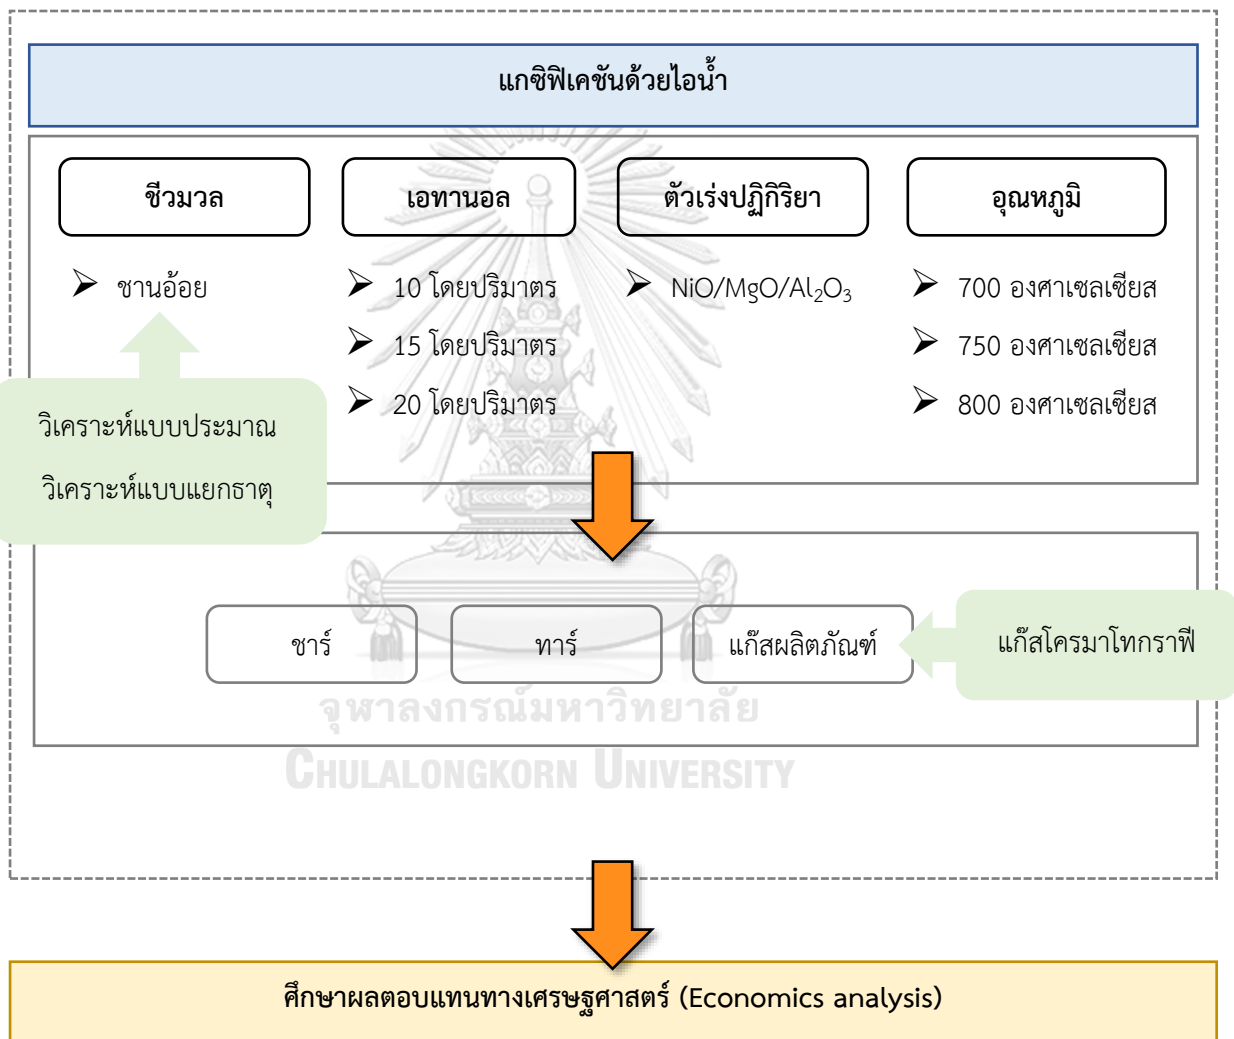 แกซิฟิเคชันด้วยไอน้ำ
ชีวมวล
เอทานอล
ตัวเร่งปฏิกิริยา
อุณหภูมิ
➢ ชานอ้อย
➢ 10 โดยปริมาตร
➢ NiO/MgO/Al₂O₃
➢ 700 องศาเซลเซียส
➢ 15 โดยปริมาตร
➢ 750 องศาเซลเซียส
➢ 20 โดยปริมาตร
➢ 800 องศาเซลเซียส
วิเคราะห์แบบประมาณ
วิเคราะห์แบบแยกธาตุ
ชาร์
ทาร์
แก๊สผลิตภัณฑ์
แก๊สโครมาโทกราฟี
จุฬาลงกรณ์มหาวิทยาลัย
CHULALONGKORN UNIVERSITY
ศึกษาผลตอบแทนทางเศรษฐศาสตร์ (Economics analysis)